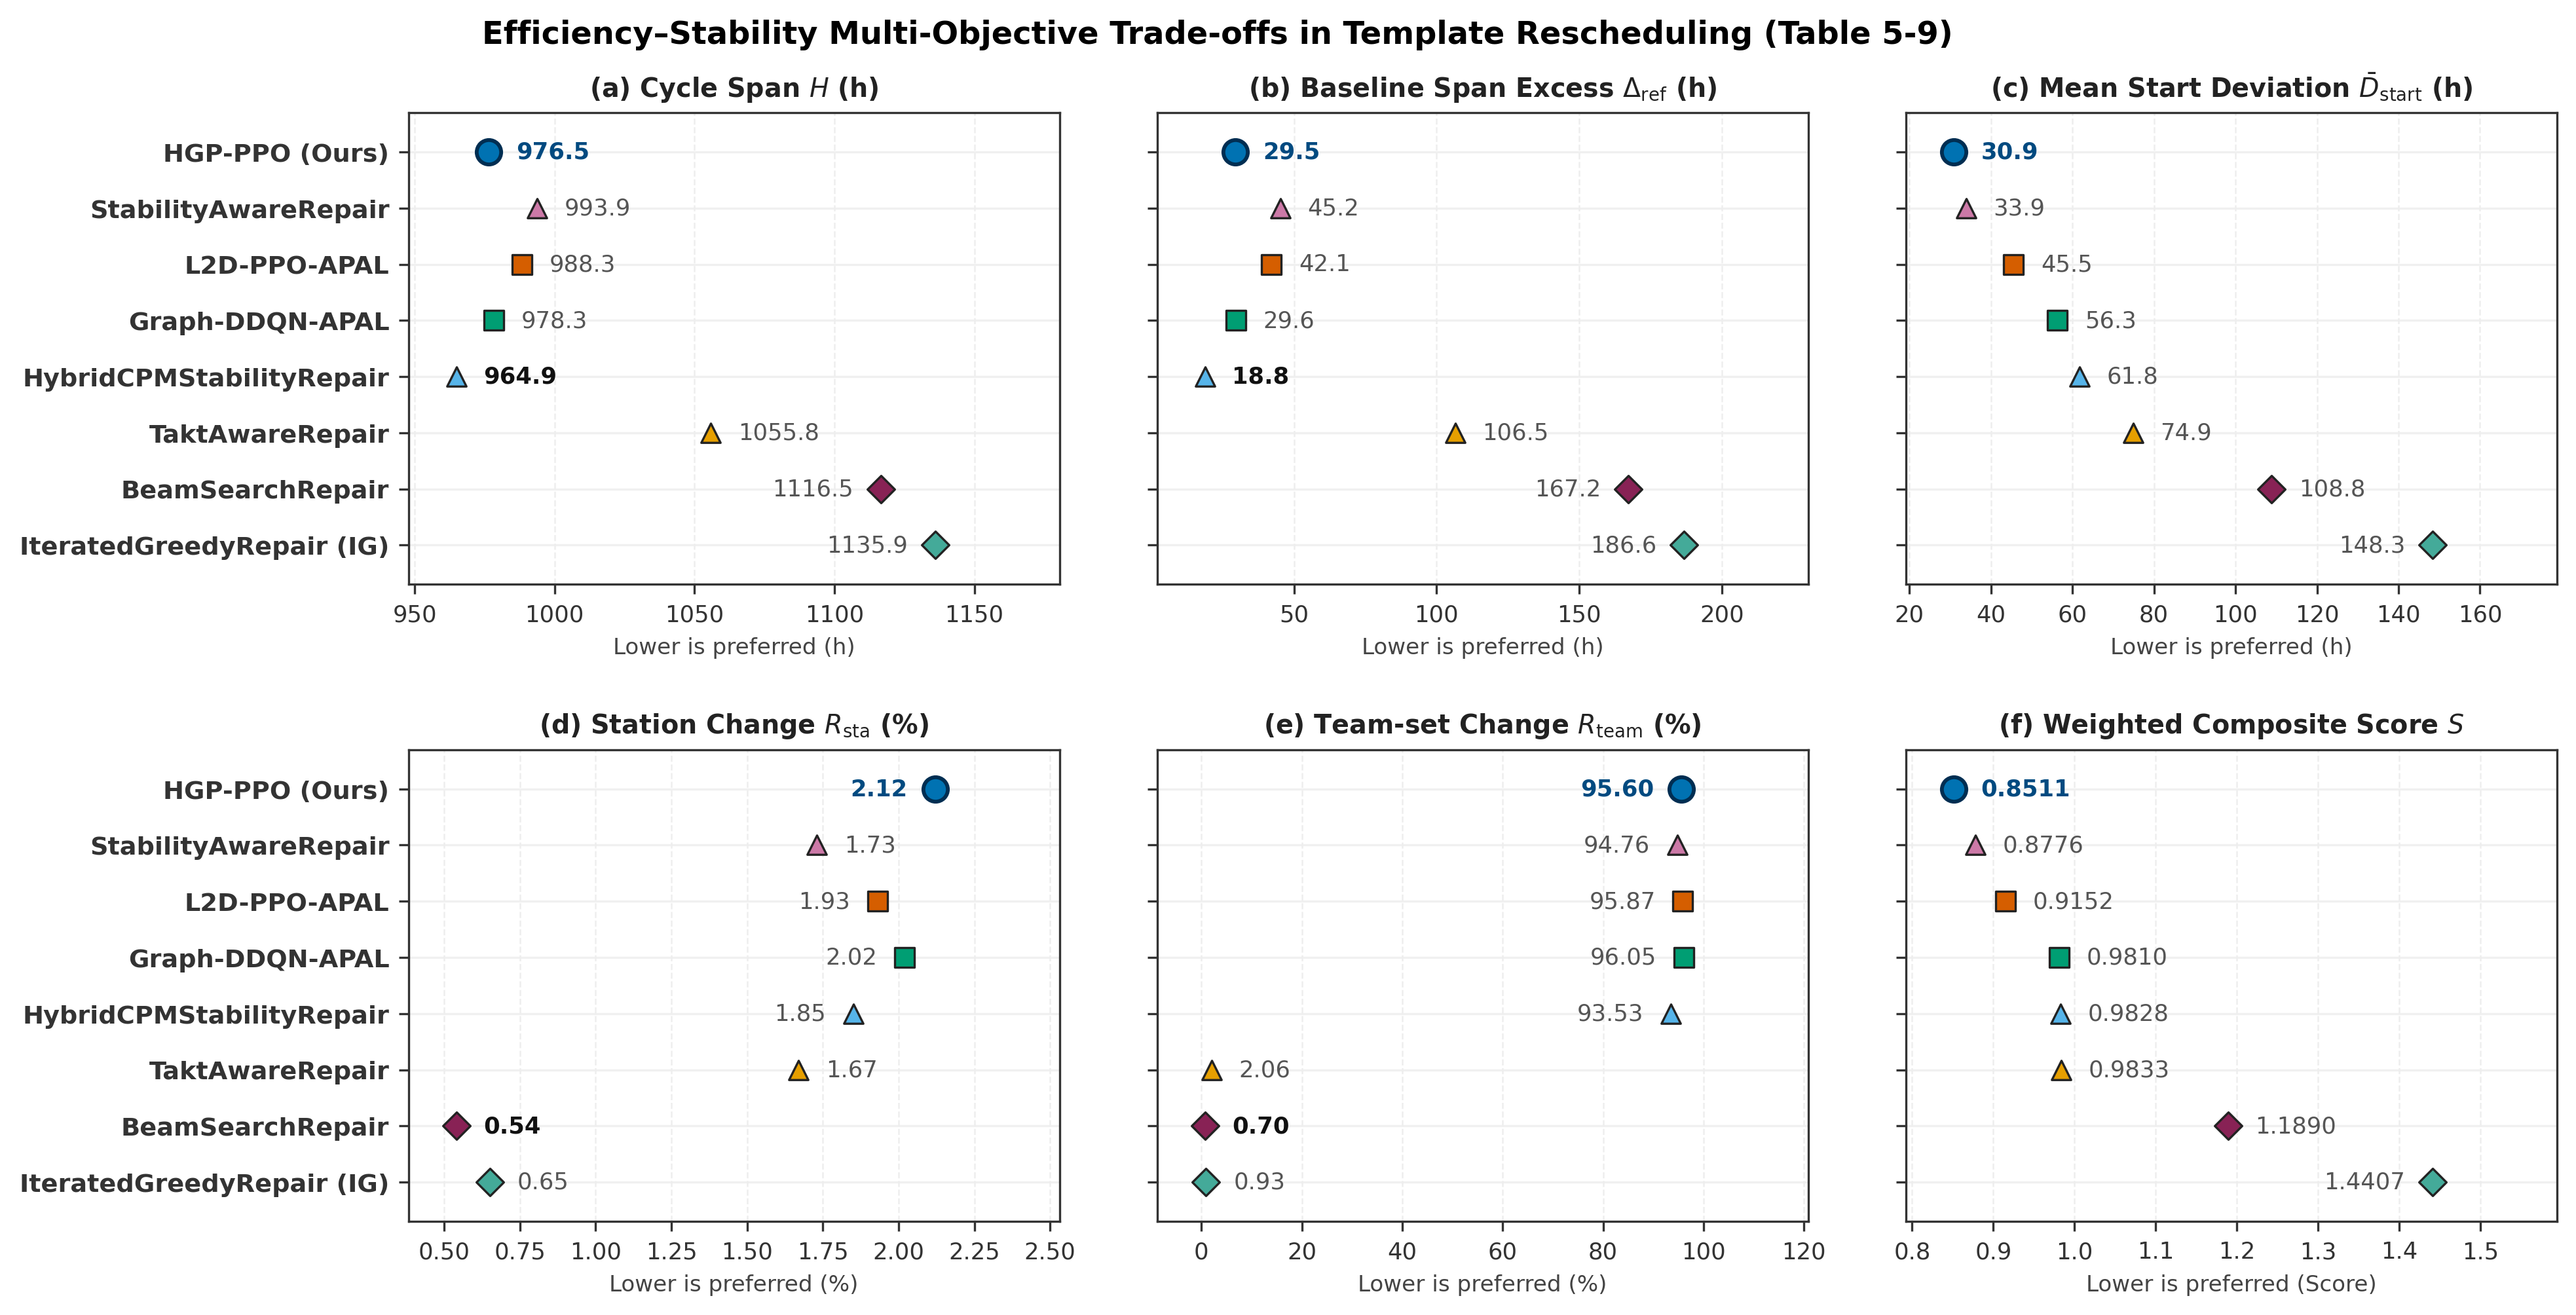 Efficiency–Stability Multi-Objective Trade-offs in Template Rescheduling (Table 5-9)
(a) Cycle Span H (h)
HGP-PPO (Ours)
StabilityAwareRepair
L2D-PPO-APAL
Graph-DDQN-APAL
HybridCPMStabilityRepair
TaktAwareRepair
BeamSearchRepair
IteratedGreedyRepair (IG)
976.5
993.9
988.3
978.3
964.9
1055.8
1116.5
1135.9
950 1000 1050 1100 1150
Lower is preferred (h)
(b) Baseline Span Excess Δref (h)
29.5
45.2
42.1
29.6
18.8
106.5
167.2
186.6
50 100 150 200
Lower is preferred (h)
(c) Mean Start Deviation D̄start (h)
30.9
33.9
45.5
56.3
61.8
74.9
108.8
148.3
20 40 60 80 100 120 140 160
Lower is preferred (h)
(d) Station Change Rsta (%)
HGP-PPO (Ours)
StabilityAwareRepair
L2D-PPO-APAL
Graph-DDQN-APAL
HybridCPMStabilityRepair
TaktAwareRepair
BeamSearchRepair
IteratedGreedyRepair (IG)
2.12
1.73
1.93
2.02
1.85
1.67
0.54
0.65
0.50 0.75 1.00 1.25 1.50 1.75 2.00 2.25 2.50
Lower is preferred (%)
(e) Team-set Change Rteam (%)
95.60
94.76
95.87
96.05
93.53
2.06
0.70
0.93
0 20 40 60 80 100 120
Lower is preferred (%)
(f) Weighted Composite Score S
0.8511
0.8776
0.9152
0.9810
0.9828
0.9833
1.1890
1.4407
0.8 0.9 1.0 1.1 1.2 1.3 1.4 1.5
Lower is preferred (Score)